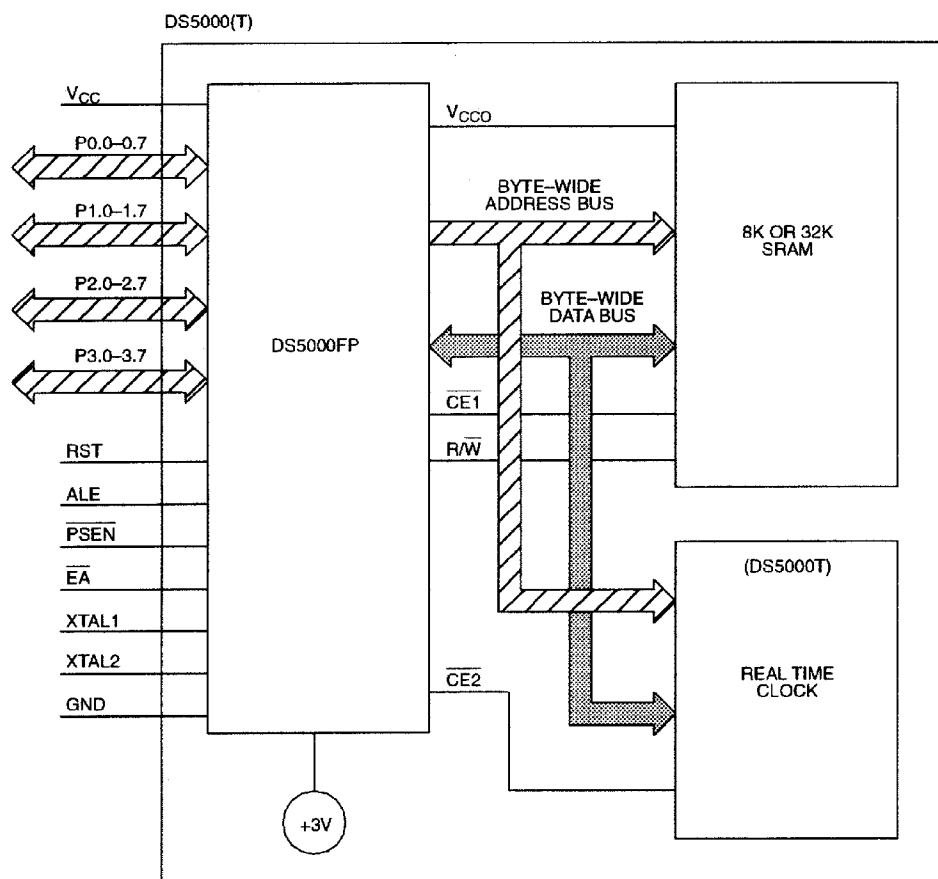 DS5000(T)
VCC
P0.0–0.7
P1.0–1.7
P2.0–2.7
P3.0–3.7
RST
ALE
PSEN
EA
XTAL1
XTAL2
GND
DS5000FP
+3V
VCCO
BYTE–WIDE
ADDRESS BUS
BYTE–WIDE
DATA BUS
CE1
R/W
CE2
8K OR 32K
SRAM
(DS5000T)
REAL TIME
CLOCK